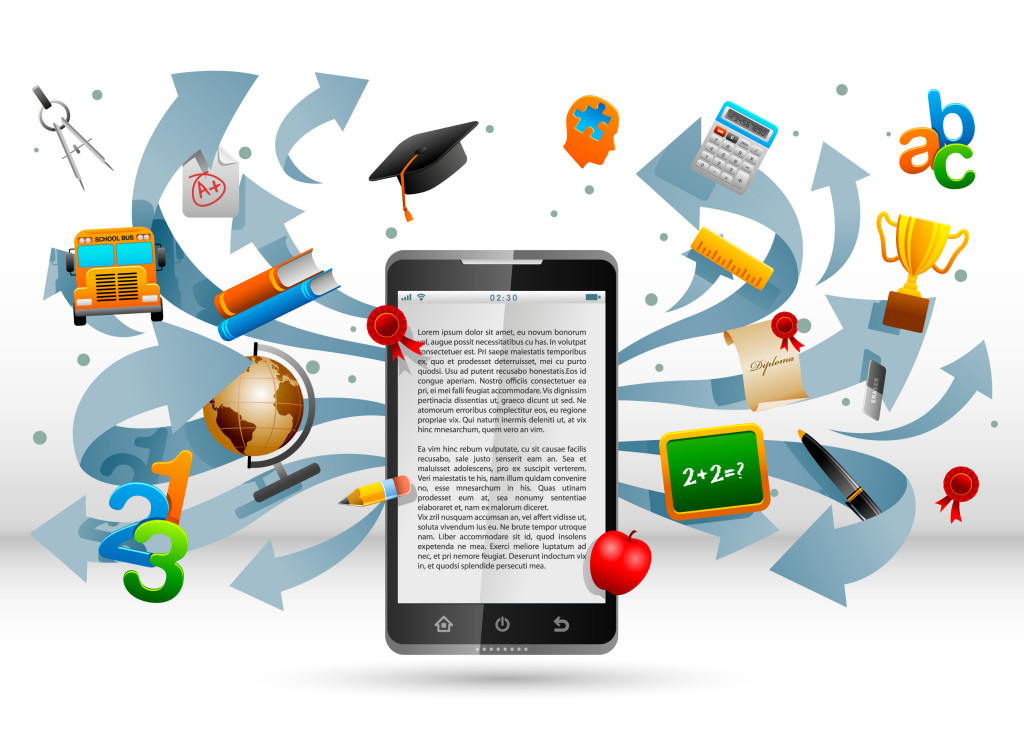 A+
SCHOOL BUS
a
b
c
02:30
Lorem ipsum dolor sit amet, eu novum bonorum
vel, augue possit necessitatibus cu has. In volutpat
consectetuer est. Pri saepe maiestatis temporibus
ex, quo et prodesset deterruisset, mei cu purto
quodsi. Usu ad putent recusabo honestatis.Eos id
congue aperiam. Nostro officiis consectetuer ea
pri, ei mei falli feugiat accommodare. Vis dignissim
pertinacia dissentias ut, graeco dicunt ut sed. Ne
atomorum erroribus complectitur eos, eu regione
propriae vix. Qui natum inermis deleniti ut, at vix
hinc mnesarchum, quem vero an vim.
Ea vim hinc rebum vulputate, cu sit causae facilis
recusabo, sale justo senserit eam an. Sea et
maluisset adolescens, pro ex suscipit verterem.
Veri maiestatis te his, eum malis quidam convenire
no, esse mnesarchum in his. Quas utinam
prodesset eum at, sea nonumy sententiae
elaboraret et, nam ex malorum diceret.
Vix zril nusquam accumsan an, vel affert vidisse ut,
soluta vivendum ius eu. Ne brute tempor utroque
nam. Liber accommodare sit id, quod insolens
expetenda ne meo. Exerci meliore luptatum ad
nec, et pri nemore feugiat. Deserunt indoctum vix
in, et quodsi splendide persecuti mea.
Diploma
ERASER
2+2=?
1
2
3